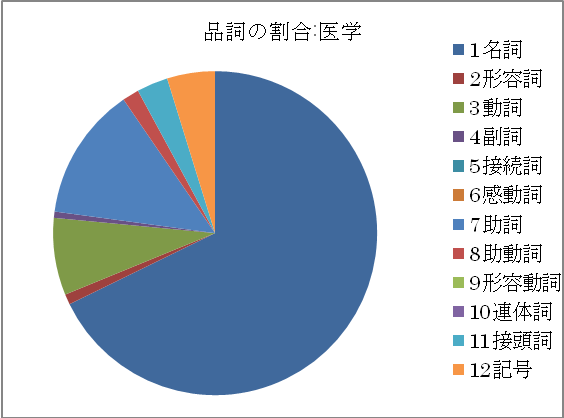 品詞の割合:医学
1名詞
2形容詞
3動詞
4副詞
5接続詞
6感動詞
7助詞
8助動詞
9形容動詞
10連体詞
11接頭詞
12記号